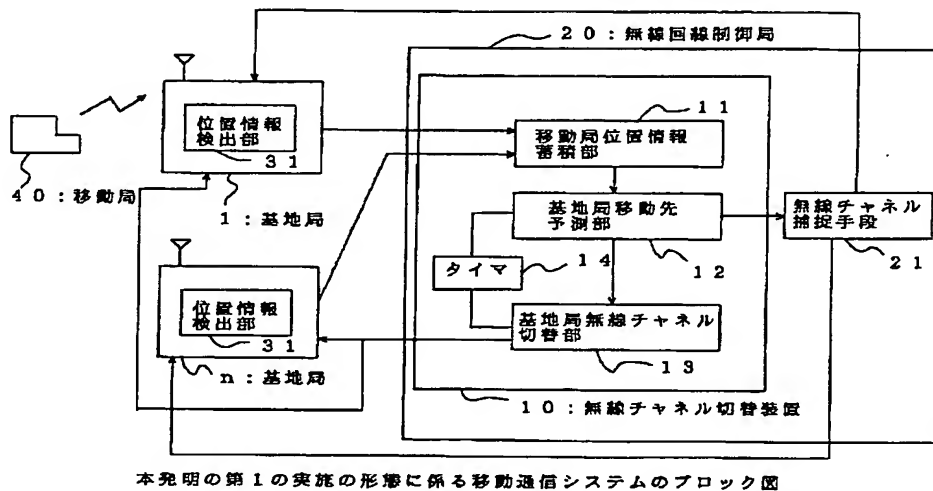 20:無線回線制御局
位置情報
検出部
31
40:移動局
1:基地局
11
移動局位置情報
蓄積部
基地局移動先
予測部
12
無線チャネル
捕捉手段
21
タイマ
14
位置情報
検出部
31
n:基地局
基地局無線チャネル
切替部
13
10:無線チャネル切替装置
本発明の第1の実施の形態に係る移動通信システムのブロック図